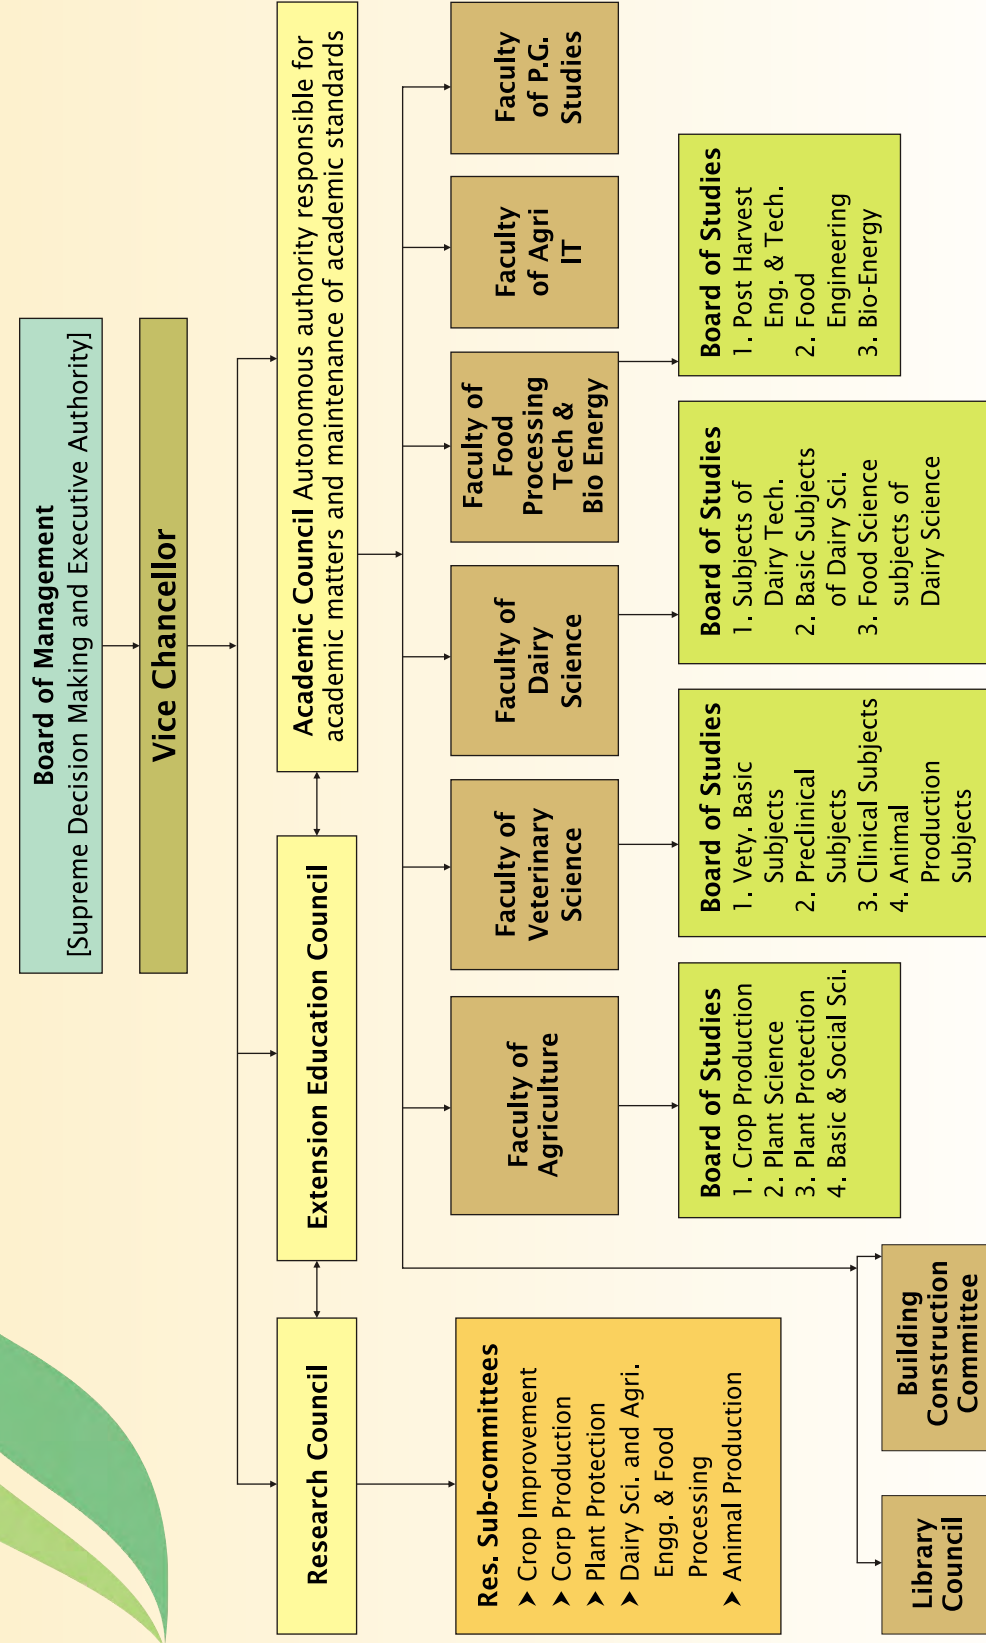 Board of Management
[Supreme Decision Making and Executive Authority]
Vice Chancellor
Research Council
Extension Education Council
Academic Council Autonomous authority responsible for
academic matters and maintenance of academic standards
Res. Sub-committees
➤ Crop Improvement
➤ Corp Production
➤ Plant Protection
➤ Dairy Sci. and Agri.
Engg. & Food
Processing
➤ Animal Production
Faculty of
Agriculture
Faculty of
Veterinary
Science
Faculty of
Dairy
Science
Faculty of
Food
Processing
Tech &
Bio Energy
Faculty
of Agri
IT
Faculty
of P.G.
Studies
Board of Studies
1. Crop Production
2. Plant Science
3. Plant Protection
4. Basic & Social Sci.
Board of Studies
1. Vety. Basic
Subjects
2. Preclinical
Subjects
3. Clinical Subjects
4. Animal
Production
Subjects
Board of Studies
1. Subjects of
Dairy Tech.
2. Basic Subjects
of Dairy Sci.
3. Food Science
subjects of
Dairy Science
Board of Studies
1. Post Harvest
Eng. & Tech.
2. Food
Engineering
3. Bio-Energy
Library
Council
Building
Construction
Committee